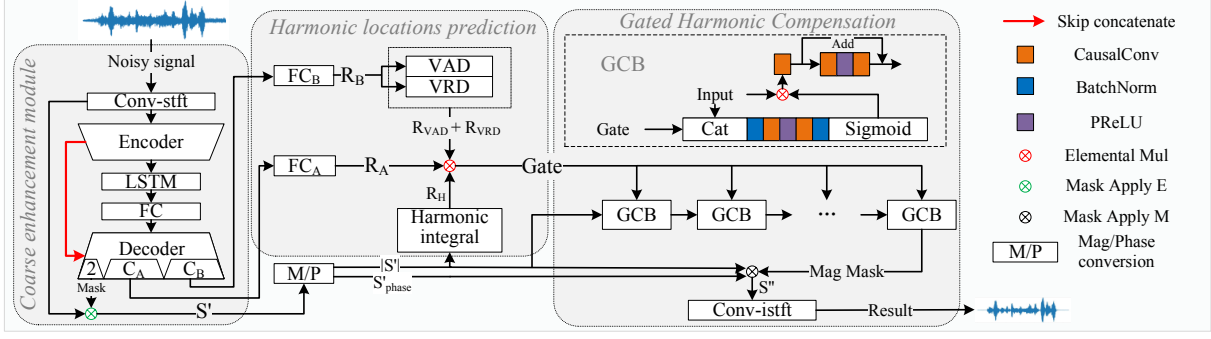 Coarse enhancement module
Noisy signal
Conv-stft
Encoder
LSTM
FC
Decoder
2
C_A
C_B
Mask
S'
Harmonic locations prediction
FC_B
R_B
VAD
VRD
R_VAD + R_VRD
FC_A
R_A
R_H
Harmonic
integral
M/P
|S'|
S'_phase
Gated Harmonic Compensation
GCB
Add
Input
Gate
Cat
Sigmoid
Gate
GCB
GCB
...
GCB
Mag Mask
S''
Conv-istft
Result
Skip concatenate
CausalConv
BatchNorm
PReLU
Elemental Mul
Mask Apply E
Mask Apply M
M/P
Mag/Phase
conversion